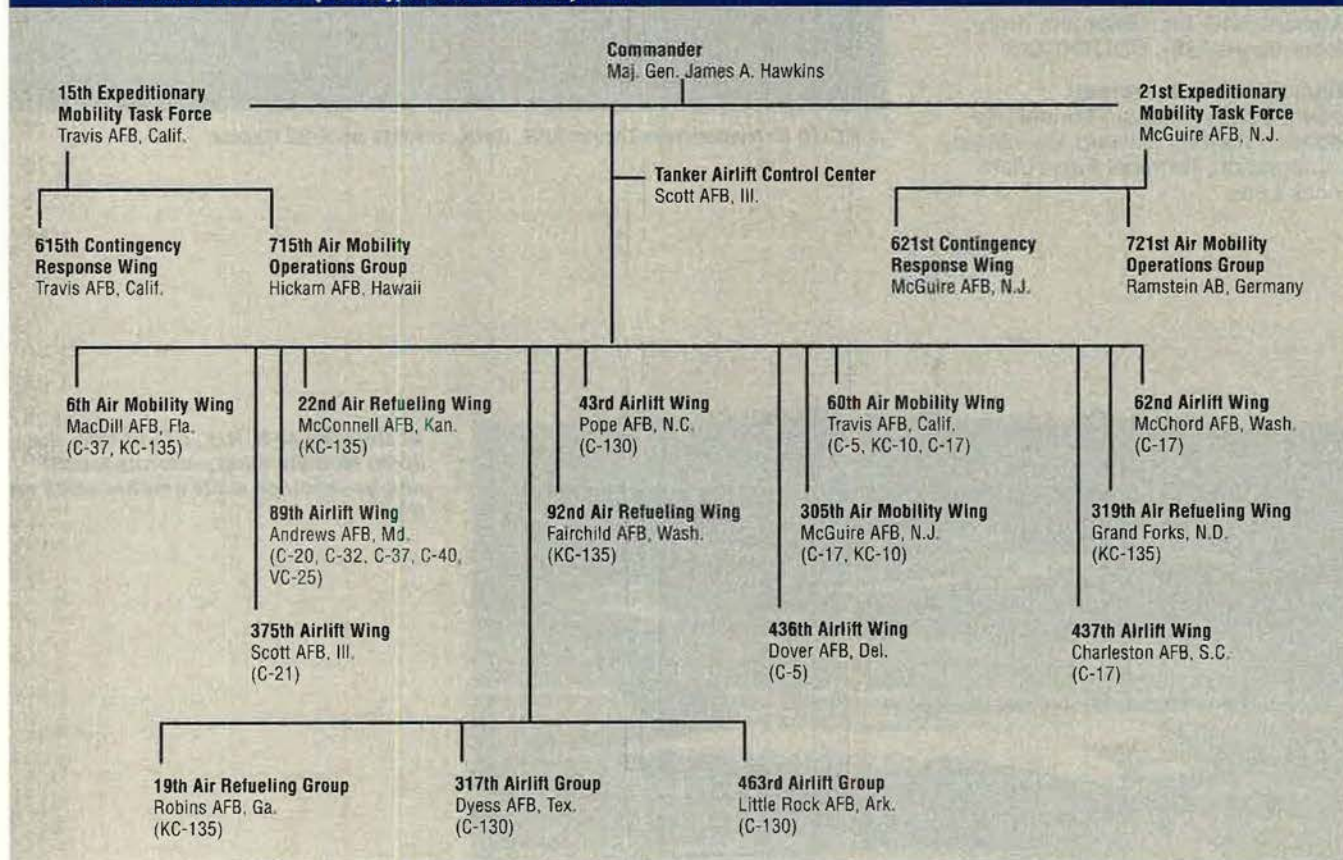 Commander
Maj. Gen. James A. Hawkins
15th Expeditionary
Mobility Task Force
Travis AFB, Calif.
21st Expeditionary
Mobility Task Force
McGuire AFB, N.J.
Tanker Airlift Control Center
Scott AFB, Ill.
615th Contingency
Response Wing
Travis AFB, Calif.
715th Air Mobility
Operations Group
Hickam AFB, Hawaii
621st Contingency
Response Wing
McGuire AFB, N.J.
721st Air Mobility
Operations Group
Ramstein AB, Germany
6th Air Mobility Wing
MacDill AFB, Fla.
(C-37, KC-135)
22nd Air Refueling Wing
McConnell AFB, Kan.
(KC-135)
43rd Airlift Wing
Pope AFB, N.C.
(C-130)
60th Air Mobility Wing
Travis AFB, Calif.
(C-5, KC-10, C-17)
62nd Airlift Wing
McChord AFB, Wash.
(C-17)
89th Airlift Wing
Andrews AFB, Md.
(C-20, C-32, C-37, C-40,
VC-25)
92nd Air Refueling Wing
Fairchild AFB, Wash.
(KC-135)
305th Air Mobility Wing
McGuire AFB, N.J.
(C-17, KC-10)
319th Air Refueling Wing
Grand Forks, N.D.
(KC-135)
375th Airlift Wing
Scott AFB, Ill.
(C-21)
436th Airlift Wing
Dover AFB, Del.
(C-5)
437th Airlift Wing
Charleston AFB, S.C.
(C-17)
19th Air Refueling Group
Robins AFB, Ga.
(KC-135)
317th Airlift Group
Dyess AFB, Tex.
(C-130)
463rd Airlift Group
Little Rock AFB, Ark.
(C-130)